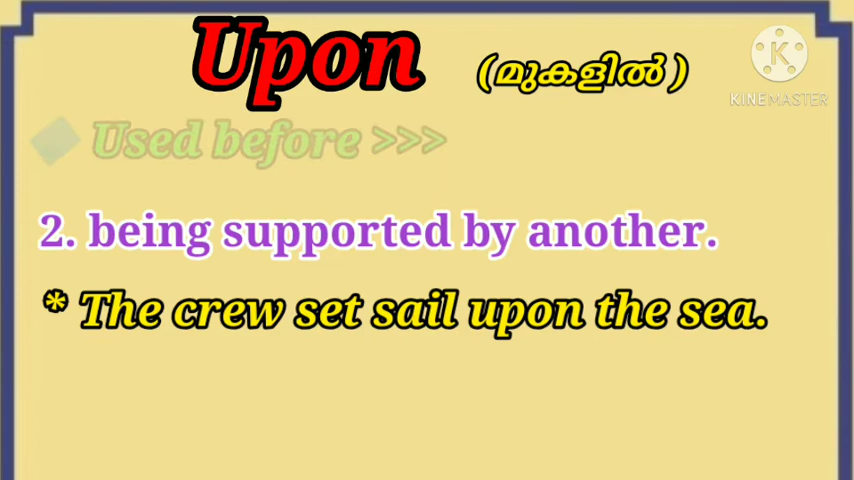 Upon (മുകളിൽ)
KINEMASTER
Used before >>>
2. being supported by another.
* The crew set sail upon the sea.